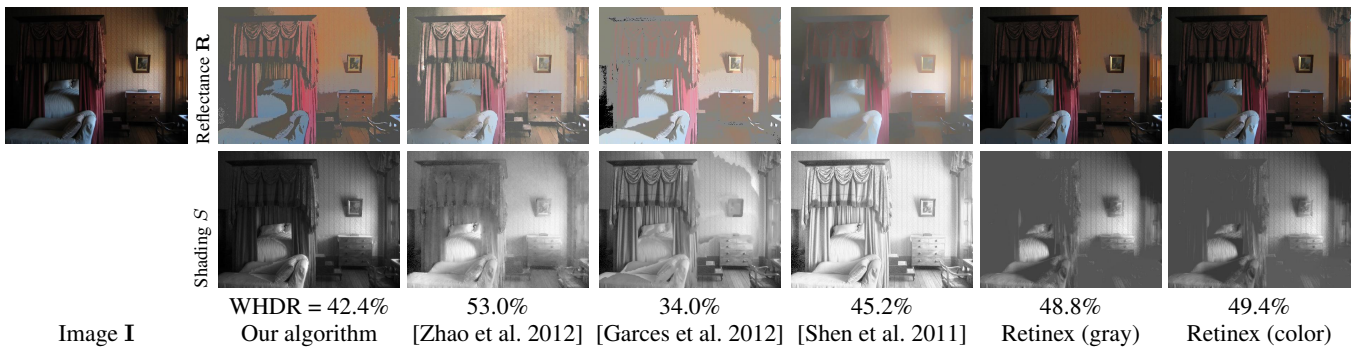 Reflectance R
Shading S
WHDR = 42.4% 53.0% 34.0% 45.2% 48.8% 49.4%
Image I Our algorithm [Zhao et al. 2012] [Garces et al. 2012] [Shen et al. 2011] Retinex (gray) Retinex (color)